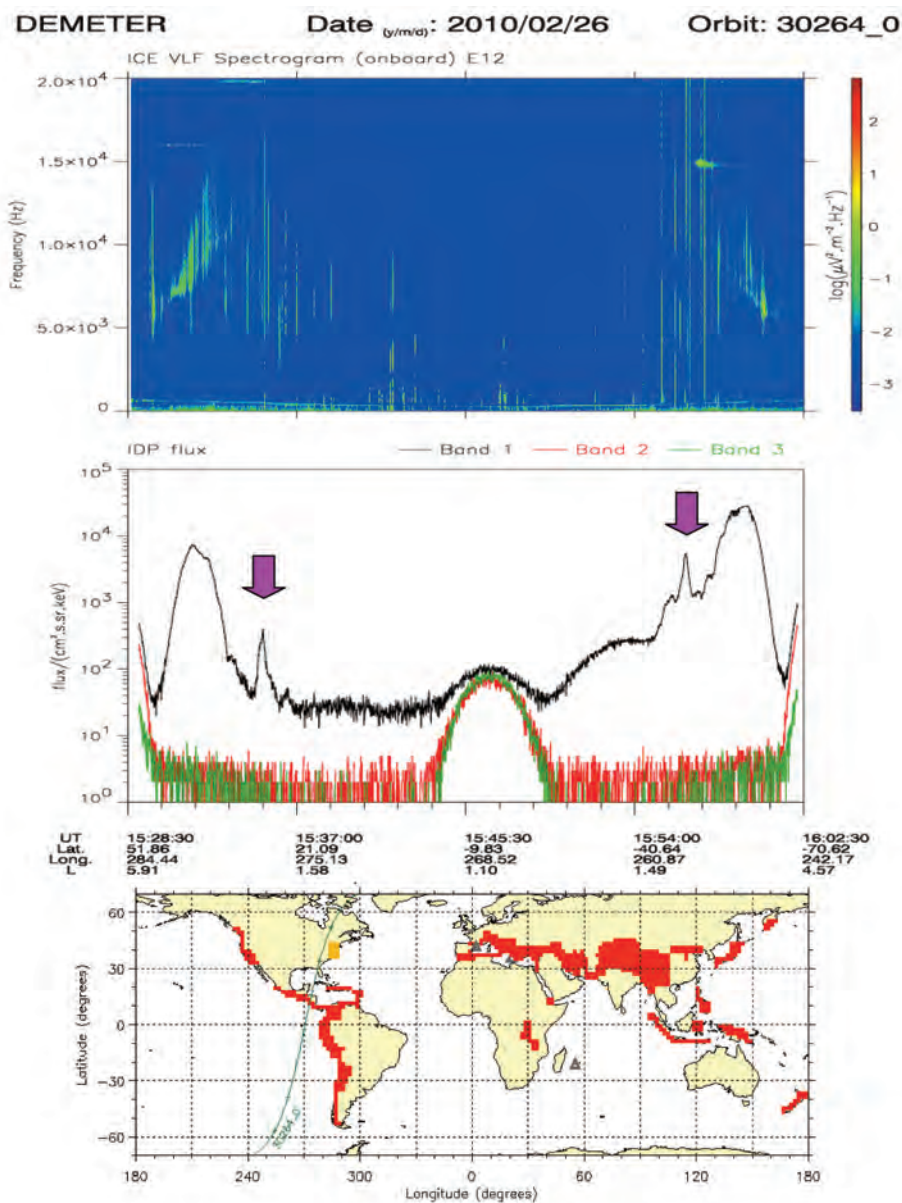 DEMETER Date (y/m/d): 2010/02/26 Orbit: 30264_0
ICE VLF Spectrogram (onboard) E12
2.0×10⁴
1.5×10⁴
1.0×10⁴
5.0×10³
0
Frequency (Hz)
2
1
0
−1
−2
−3
log(μV².m⁻².Hz⁻¹)
IDP flux Band 1 Band 2 Band 3
10⁵
10⁴
10³
10²
10¹
10⁰
flux/(cm².s.sr.keV)
UT 15:28:30 15:37:00 15:45:30 15:54:00 16:02:30
Lat. 51.86 21.09 -9.83 -40.64 -70.62
Long. 284.44 275.13 268.52 260.87 242.17
L 5.91 1.58 1.10 1.49 4.57
60
30
0
−30
−60
Latitude (degrees)
30264_0
180 240 300 0 60 120 180
Longitude (degrees)